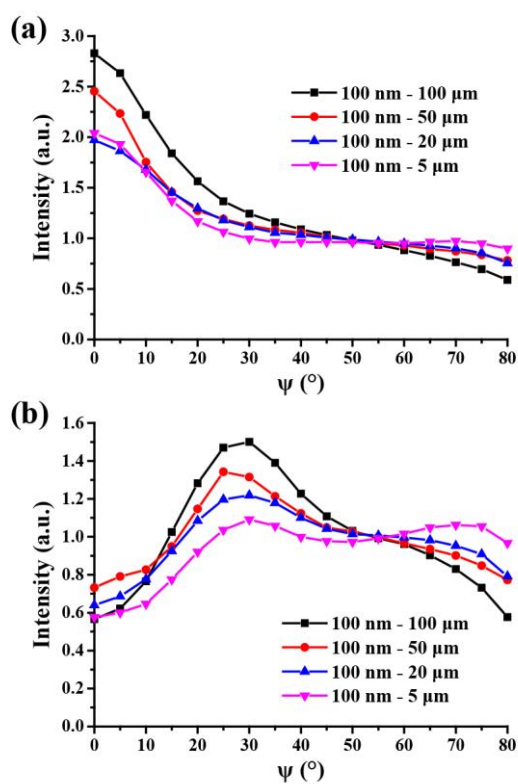 (a)
3.0
2.5
2.0
1.5
1.0
0.5
0.0
Intensity (a.u.)
100 nm - 100 μm
100 nm - 50 μm
100 nm - 20 μm
100 nm - 5 μm
0 10 20 30 40 50 60 70 80
ψ (°)
(b)
1.6
1.4
1.2
1.0
0.8
0.6
0.4
0.2
0.0
Intensity (a.u.)
100 nm - 100 μm
100 nm - 50 μm
100 nm - 20 μm
100 nm - 5 μm
0 10 20 30 40 50 60 70 80
ψ (°)